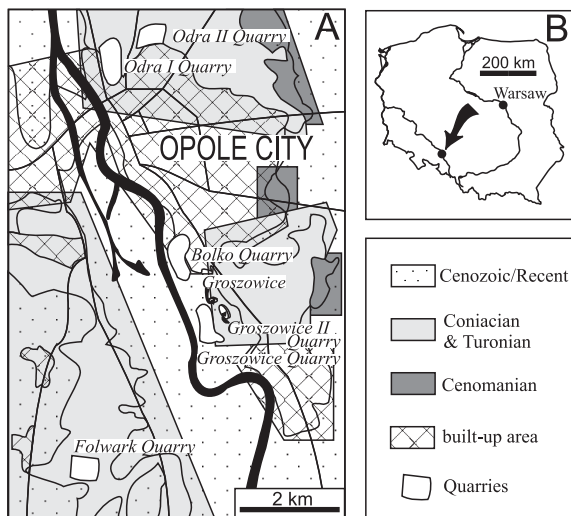 A
Odra II Quarry
Odra I Quarry
OPOLE CITY
Bolko Quarry
Groszowice
Groszowice II
Quarry
Groszowice Quarry
Folwark Quarry
2 km
B
200 km
Warsaw
Cenozoic/Recent
Coniacian
& Turonian
Cenomanian
built-up area
Quarries